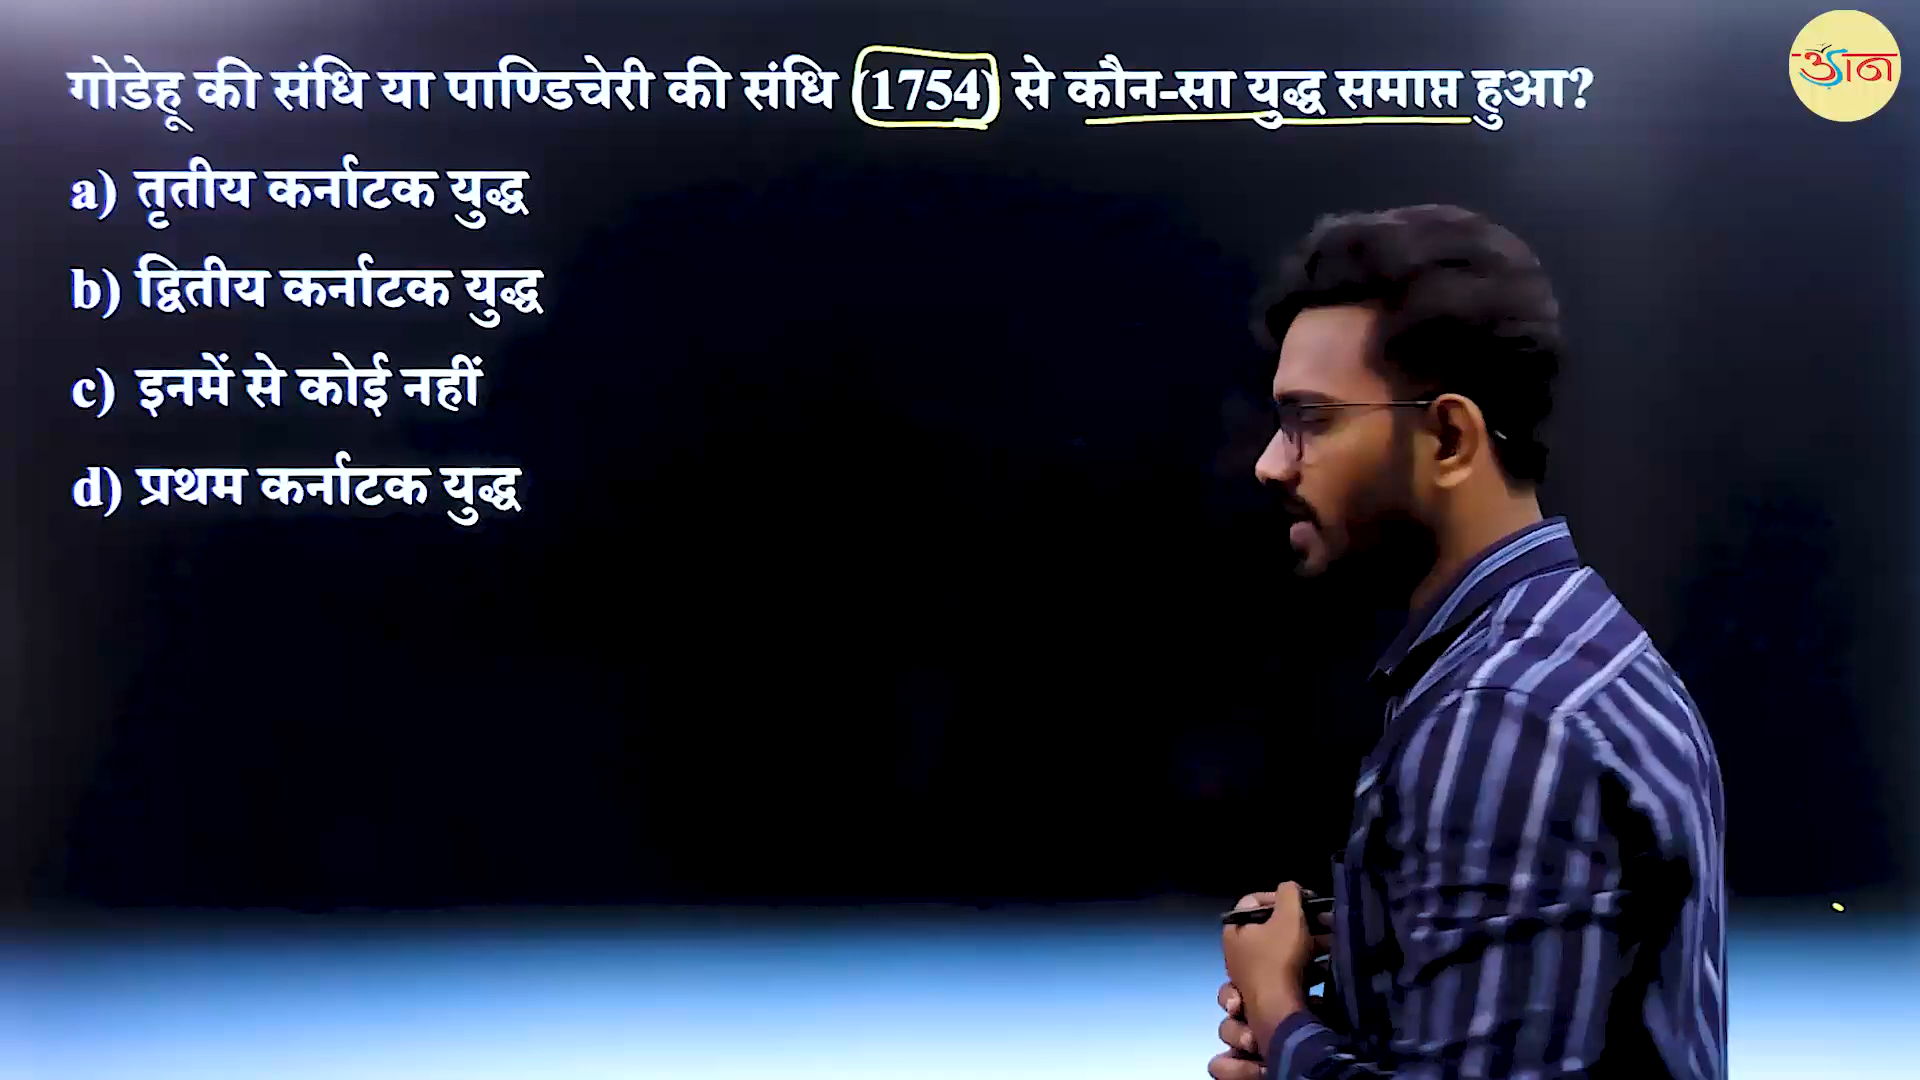 गोडेहू की संधि या पाण्डिचेरी की संधि (1754) से कौन-सा युद्ध समाप्त हुआ?
a) तृतीय कर्नाटक युद्ध
b) द्वितीय कर्नाटक युद्ध
c) इनमें से कोई नहीं
d) प्रथम कर्नाटक युद्ध